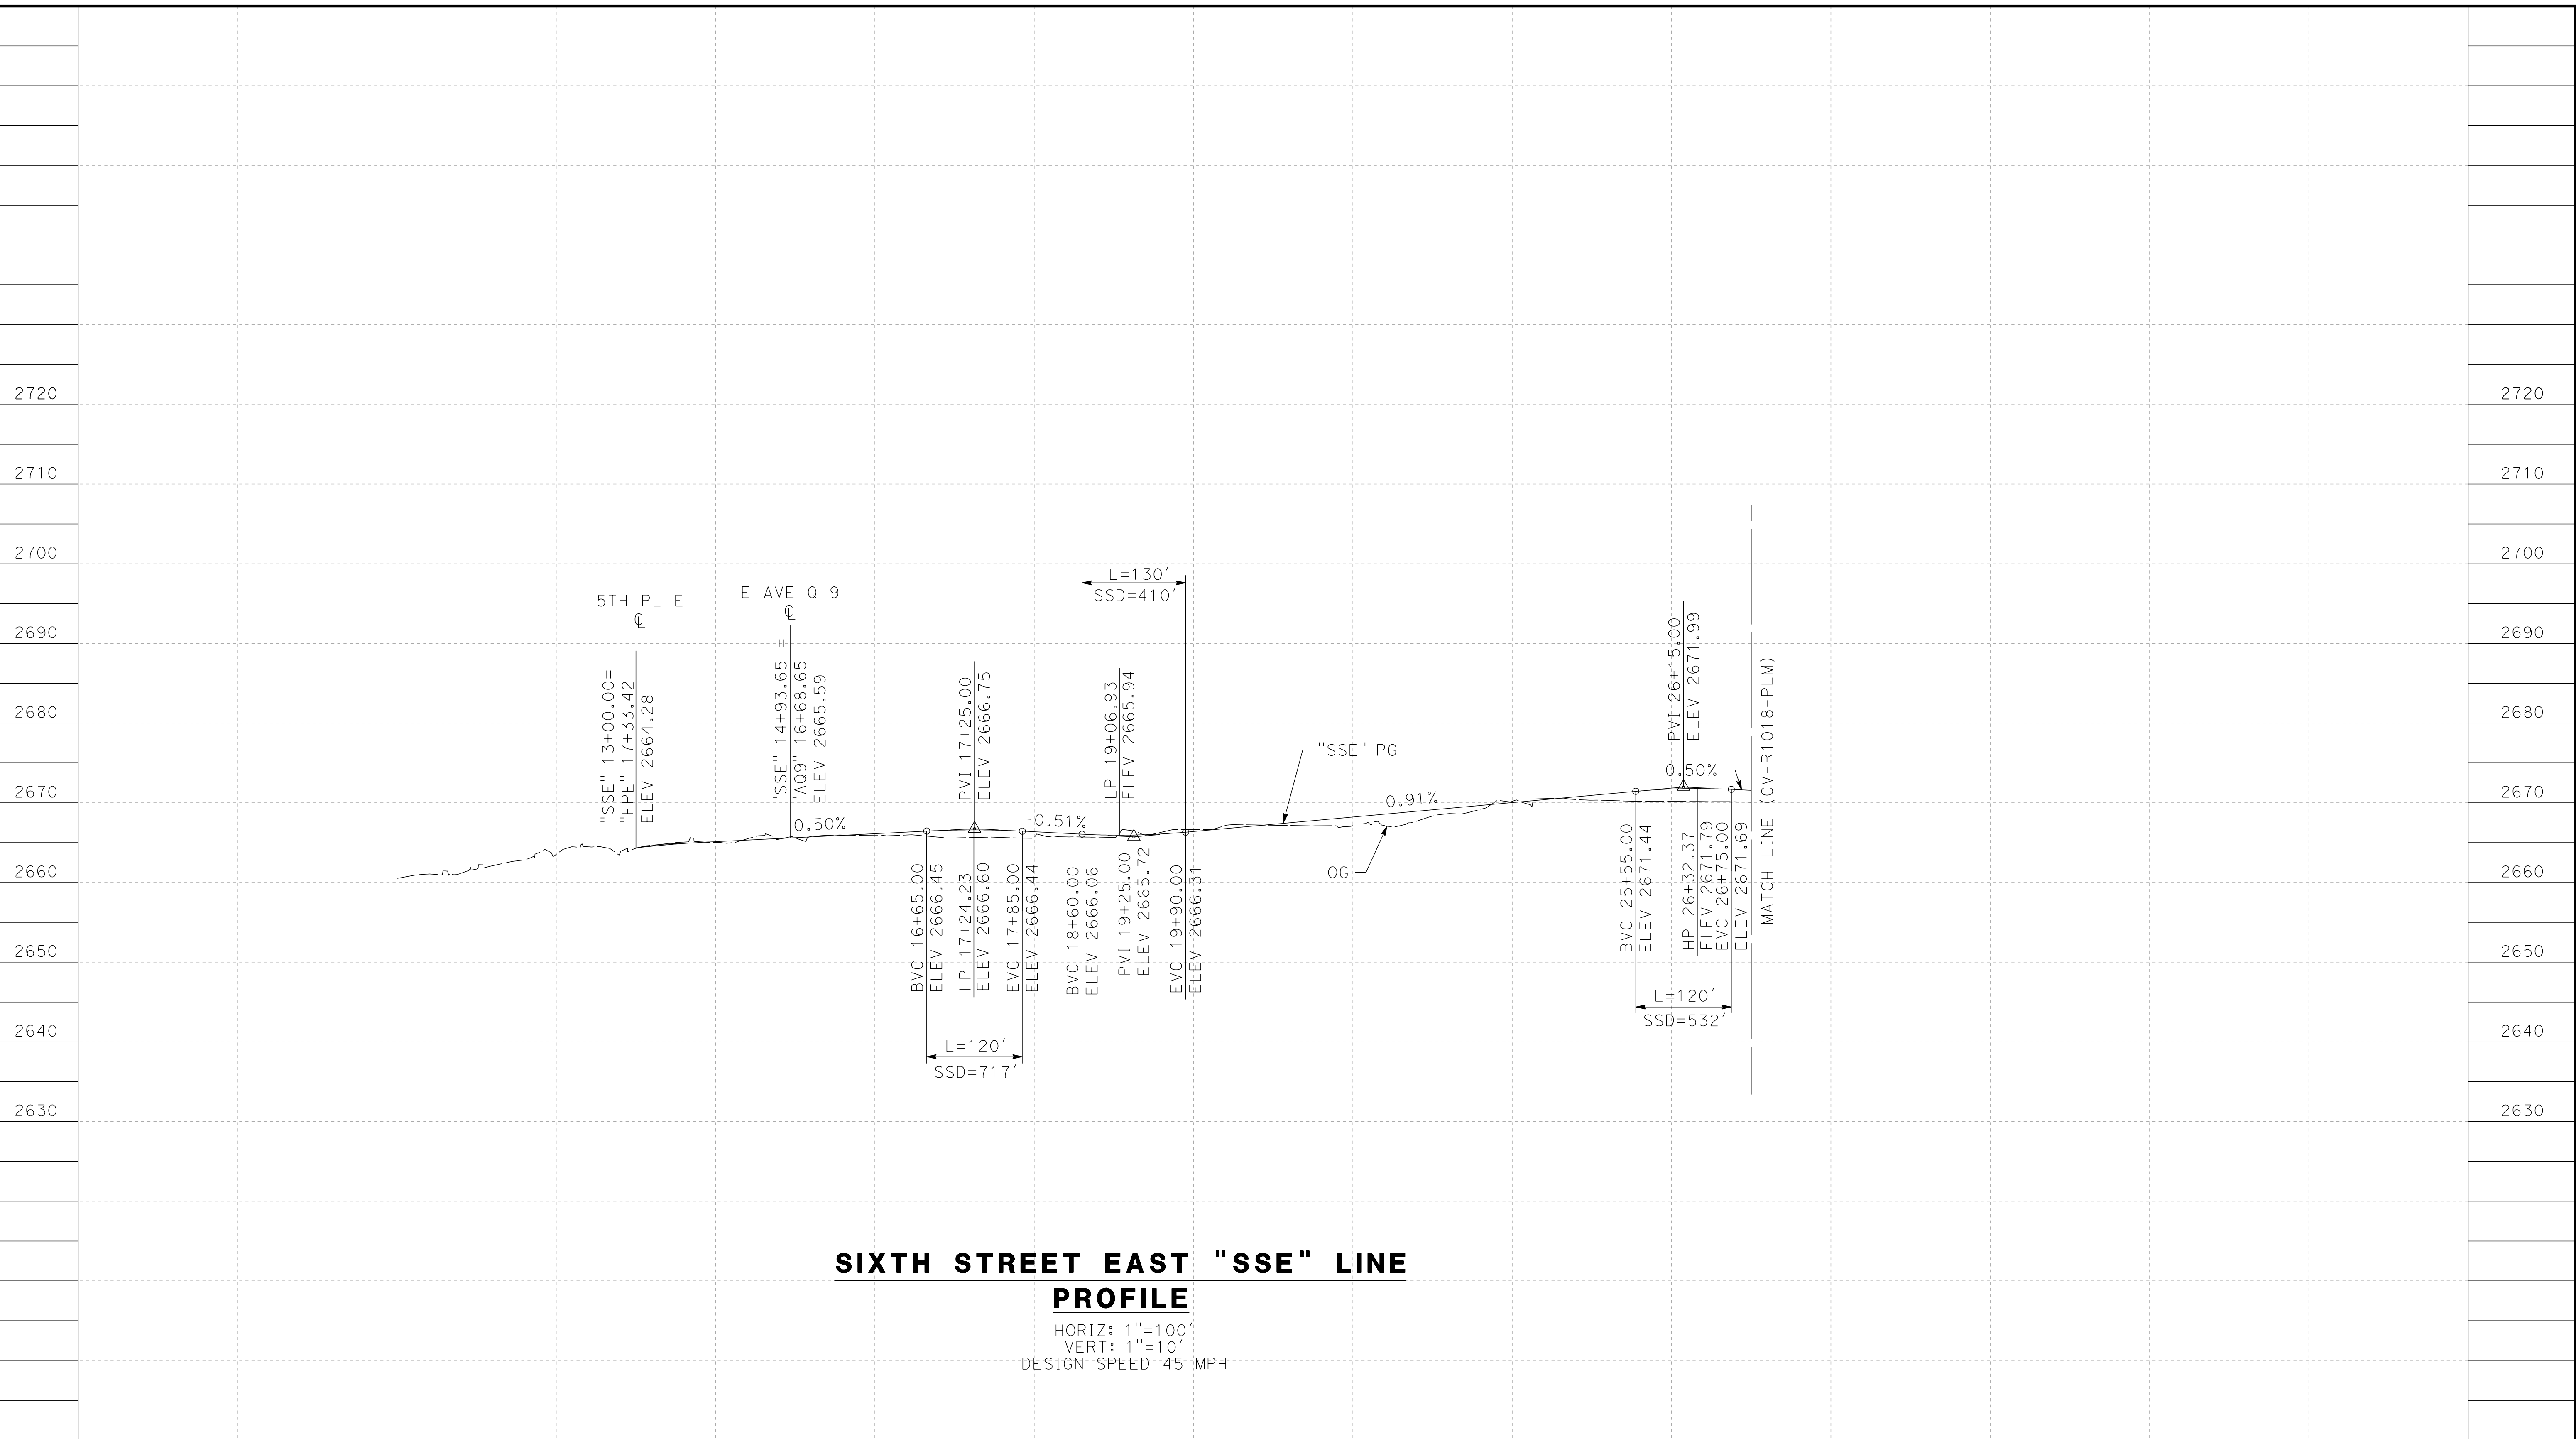 2720
2710
2700
2690
2680
2670
2660
2650
2640
2630
5TH PL E
℄
"SSE" 13+00.00=
"FPE" 17+33.42
ELEV 2664.28
E AVE Q 9
℄
"SSE" 14+93.65 =
"AQ9" 16+68.65
ELEV 2665.59
0.50%
PVI 17+25.00
ELEV 2666.75
BVC 16+65.00
ELEV 2666.45
HP 17+24.23
ELEV 2666.60
EVC 17+85.00
ELEV 2666.44
L=120'
SSD=717'
-0.51%
L=130'
SSD=410'
LP 19+06.93
ELEV 2665.94
BVC 18+60.00
ELEV 2666.06
PVI 19+25.00
ELEV 2665.72
EVC 19+90.00
ELEV 2666.31
"SSE" PG
0.91%
OG
PVI 26+15.00
ELEV 2671.99
-0.50%
BVC 25+55.00
ELEV 2671.44
HP 26+32.37
ELEV 2671.79
EVC 26+75.00
ELEV 2671.69
L=120'
SSD=532'
MATCH LINE (CV-R1018-PLM)
2720
2710
2700
2690
2680
2670
2660
2650
2640
2630
SIXTH STREET EAST "SSE" LINE
PROFILE
HORIZ: 1"=100'
VERT: 1"=10'
DESIGN SPEED 45 MPH